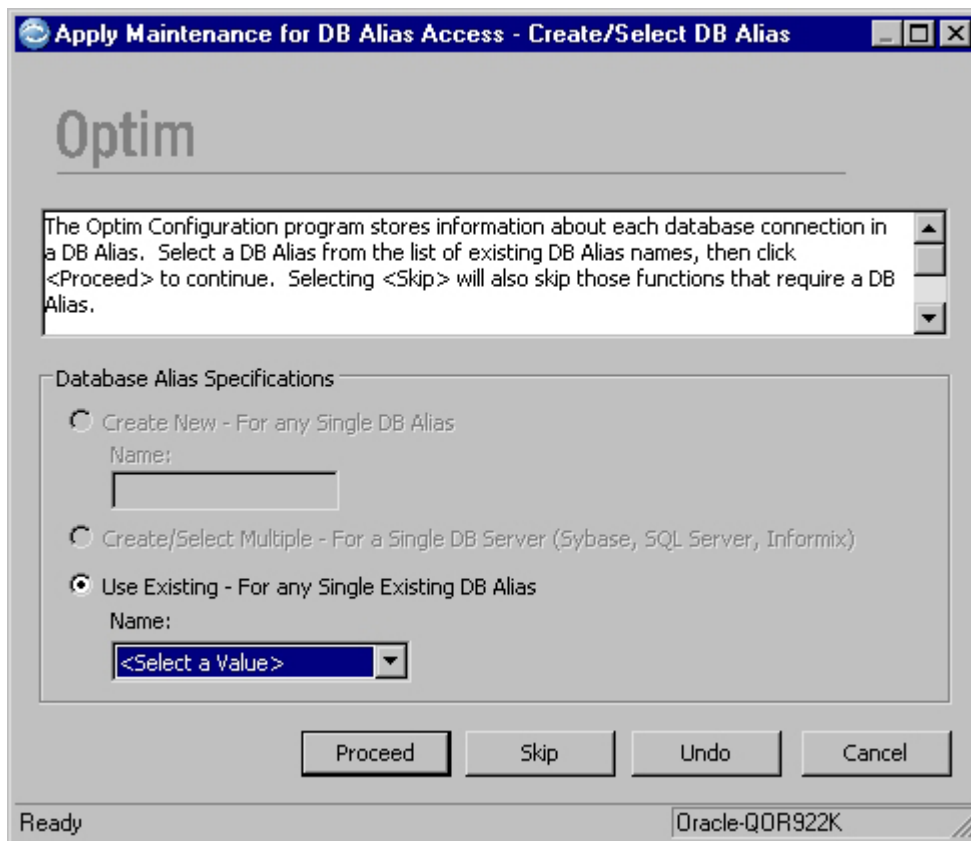 Apply Maintenance for DB Alias Access - Create/Select DB Alias
Optim
The Optim Configuration program stores information about each database connection in
a DB Alias.  Select a DB Alias from the list of existing DB Alias names, then click
<Proceed> to continue.  Selecting <Skip> will also skip those functions that require a DB
Alias.
Database Alias Specifications
Create New - For any Single DB Alias
Name:
Create/Select Multiple - For a Single DB Server (Sybase, SQL Server, Informix)
Use Existing - For any Single Existing DB Alias
Name:
<Select a Value>
Proceed Skip Undo Cancel
Ready Oracle-QOR922K